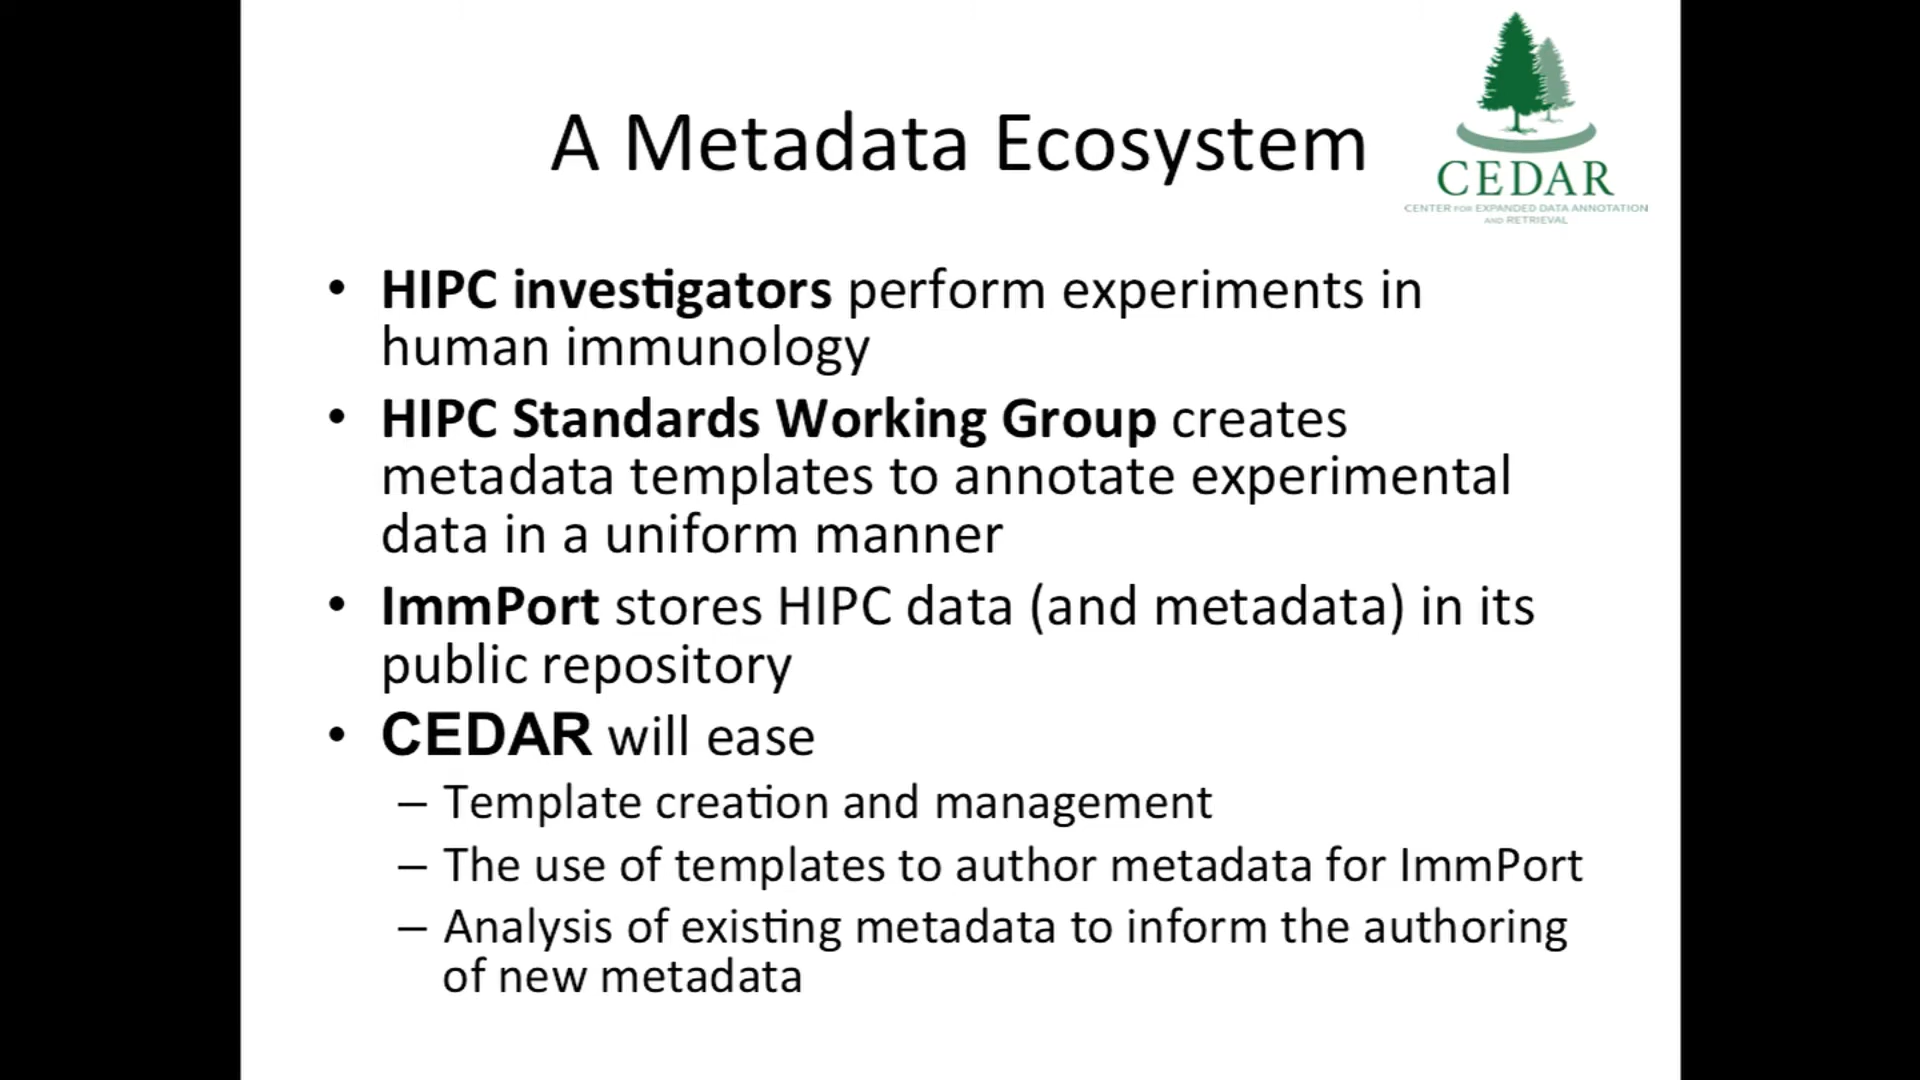 A Metadata Ecosystem
CEDAR
CENTER FOR EXPANDED DATA ANNOTATION
AND RETRIEVAL
• HIPC investigators perform experiments in
human immunology
• HIPC Standards Working Group creates
metadata templates to annotate experimental
data in a uniform manner
• ImmPort stores HIPC data (and metadata) in its
public repository
• CEDAR will ease
– Template creation and management
– The use of templates to author metadata for ImmPort
– Analysis of existing metadata to inform the authoring
of new metadata